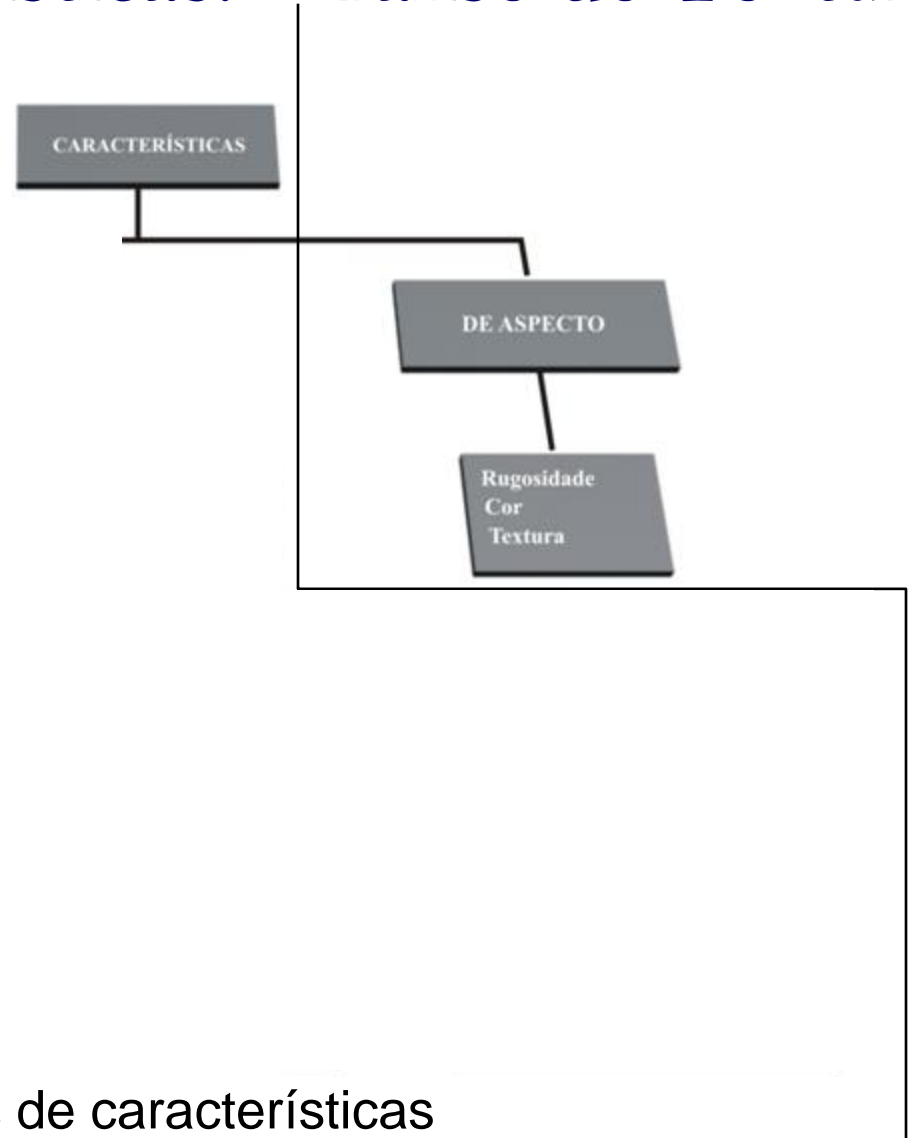 CARACTERÍSTICAS
DE ASPECTO
Rugosidade
Cor
Textura
de características